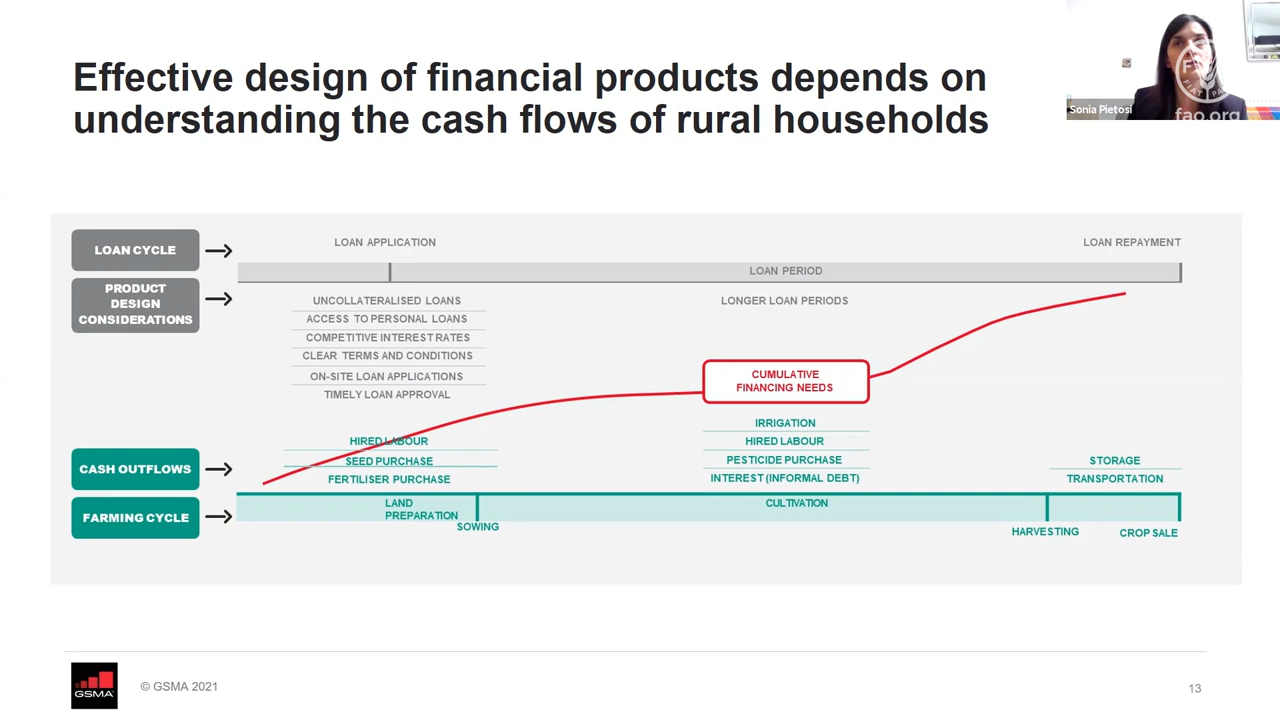 Effective design of financial products depends on
understanding the cash flows of rural households
Sonia Pietosi
FIAT PA
fao.org
LOAN CYCLE
LOAN APPLICATION
LOAN REPAYMENT
LOAN PERIOD
PRODUCT
DESIGN
CONSIDERATIONS
UNCOLLATERALISED LOANS
ACCESS TO PERSONAL LOANS
COMPETITIVE INTEREST RATES
CLEAR TERMS AND CONDITIONS
ON-SITE LOAN APPLICATIONS
TIMELY LOAN APPROVAL
LONGER LOAN PERIODS
CUMULATIVE
FINANCING NEEDS
CASH OUTFLOWS
HIRED LABOUR
SEED PURCHASE
FERTILISER PURCHASE
IRRIGATION
HIRED LABOUR
PESTICIDE PURCHASE
INTEREST (INFORMAL DEBT)
STORAGE
TRANSPORTATION
FARMING CYCLE
LAND
PREPARATION
SOWING
CULTIVATION
HARVESTING
CROP SALE
GSMA
© GSMA 2021
13